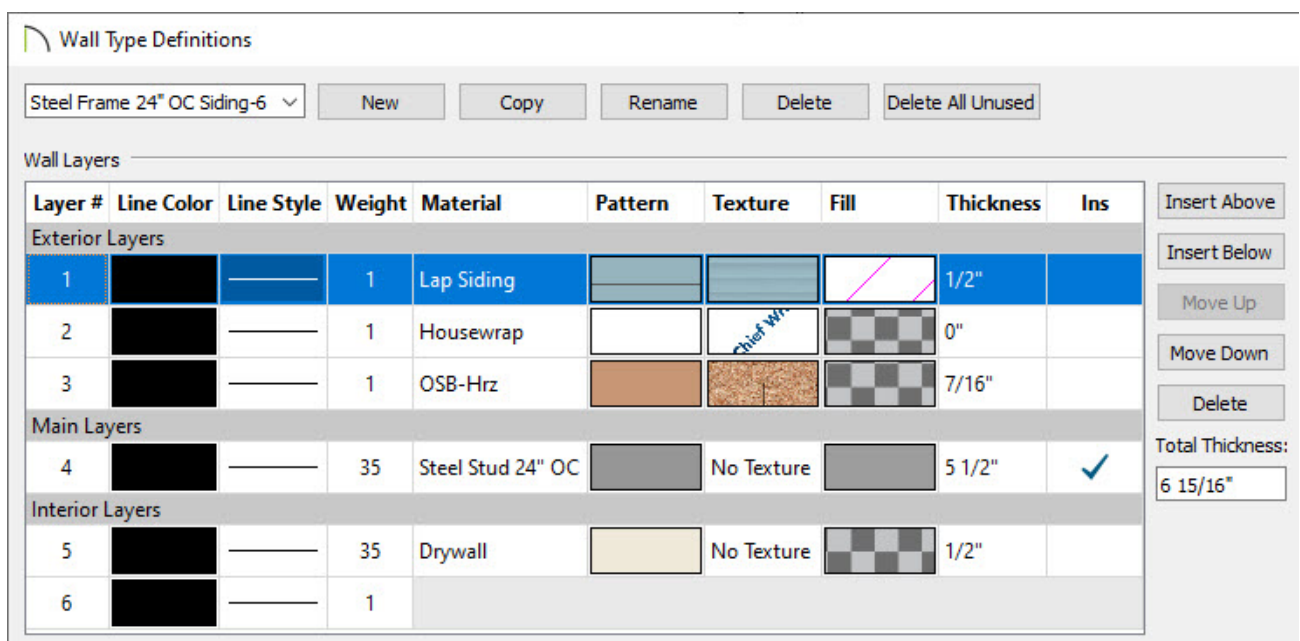 Wall Type Definitions
Steel Frame 24" OC Siding-6 New Copy Rename Delete Delete All Unused
Wall Layers
Layer # Line Color Line Style Weight Material Pattern Texture Fill Thickness Ins
Insert Above
Exterior Layers
1 1 Lap Siding 1/2"
Insert Below
2 1 Housewrap 0"
Move Up
3 1 OSB-Hrz 7/16"
Move Down
Main Layers
Delete
4 35 Steel Stud 24" OC No Texture 5 1/2"
Total Thickness:
6 15/16"
Interior Layers
5 35 Drywall No Texture 1/2"
6 1